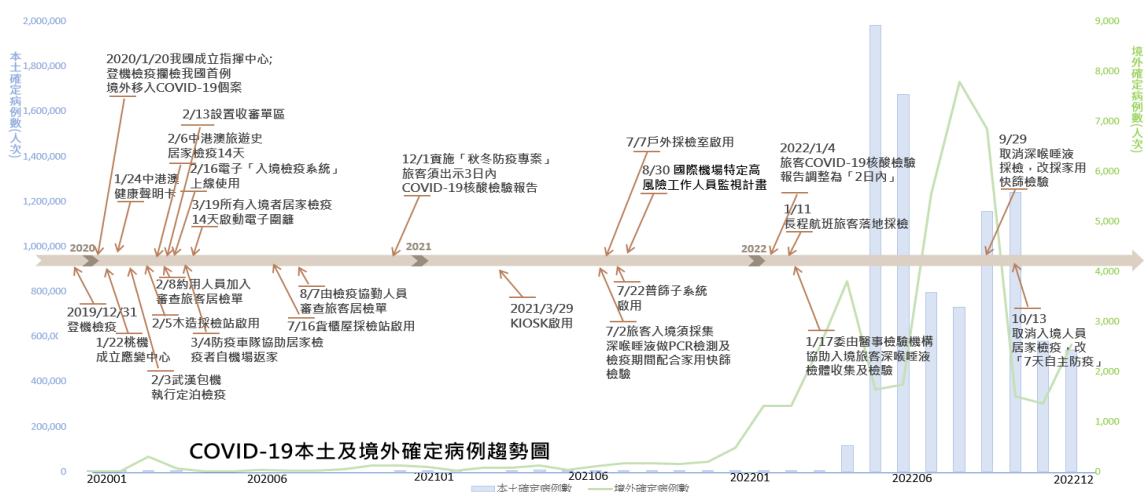 2,000,000
1,800,000
1,600,000
1,400,000
1,200,000
1,000,000
800,000
600,000
400,000
200,000
0
本土確定病例數(人次)
9,000
8,000
7,000
6,000
5,000
4,000
3,000
2,000
1,000
0
境外確定病例數(人次)
2020/1/20我國成立指揮中心;
登機檢疫攔檢我國首例
境外移入COVID-19個案
2/13設置收審單區
2/6中港澳旅遊史
居家檢疫14天
1/24中港澳
健康聲明卡
2/16電子「入境檢疫系統」
上線使用
3/19所有入境者居家檢疫
14天啟動電子圍籬
12/1實施「秋冬防疫專案」
旅客須出示3日內
COVID-19核酸檢驗報告
7/7戶外採檢室啟用
8/30 國際機場特定高
風險工作人員監視計畫
2022/1/4
旅客COVID-19核酸檢驗
報告調整為「2日內」
1/11
長程航班旅客落地採檢
9/29
取消深喉唾液
採檢，改採家用
快篩檢驗
2020
2021
2022
2019/12/31
登機檢疫
1/22桃機
成立應變中心
2/3武漢包機
執行定泊檢疫
2/8約用人員加入
審查旅客居檢單
2/5木造採檢站啟用
3/4防疫車隊協助居家檢
疫者自機場返家
8/7由檢疫協勤人員
審查旅客居檢單
7/16貨櫃屋採檢站啟用
2021/3/29
KIOSK啟用
7/22普篩子系統
啟用
7/2旅客入境須採集
深喉唾液做PCR檢測及
檢疫期間配合家用快篩
檢驗
1/17委由醫事檢驗機構
協助入境旅客深喉唾液
檢體收集及檢驗
10/13
取消入境人員
居家檢疫，改
「7天自主防疫」
COVID-19本土及境外確定病例趨勢圖
202001
202006
202101
202106
202201
202206
202212
本土確定病例數
境外確定病例數